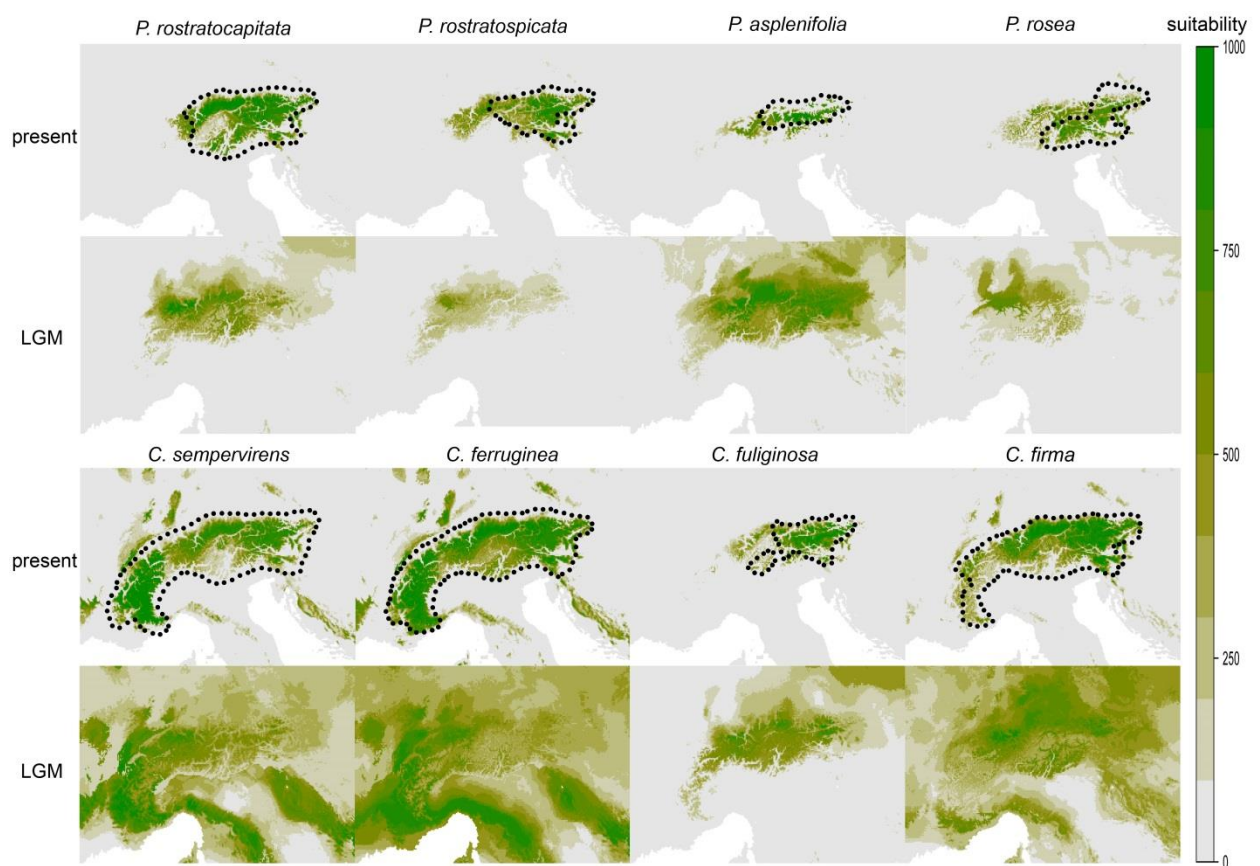 P. rostratocapitata P. rostratospicata P. asplenifolia P. rosea suitability
1000
present
750
LGM
500
C. sempervirens C. ferruginea C. fuliginosa C. firma
present
250
LGM
0